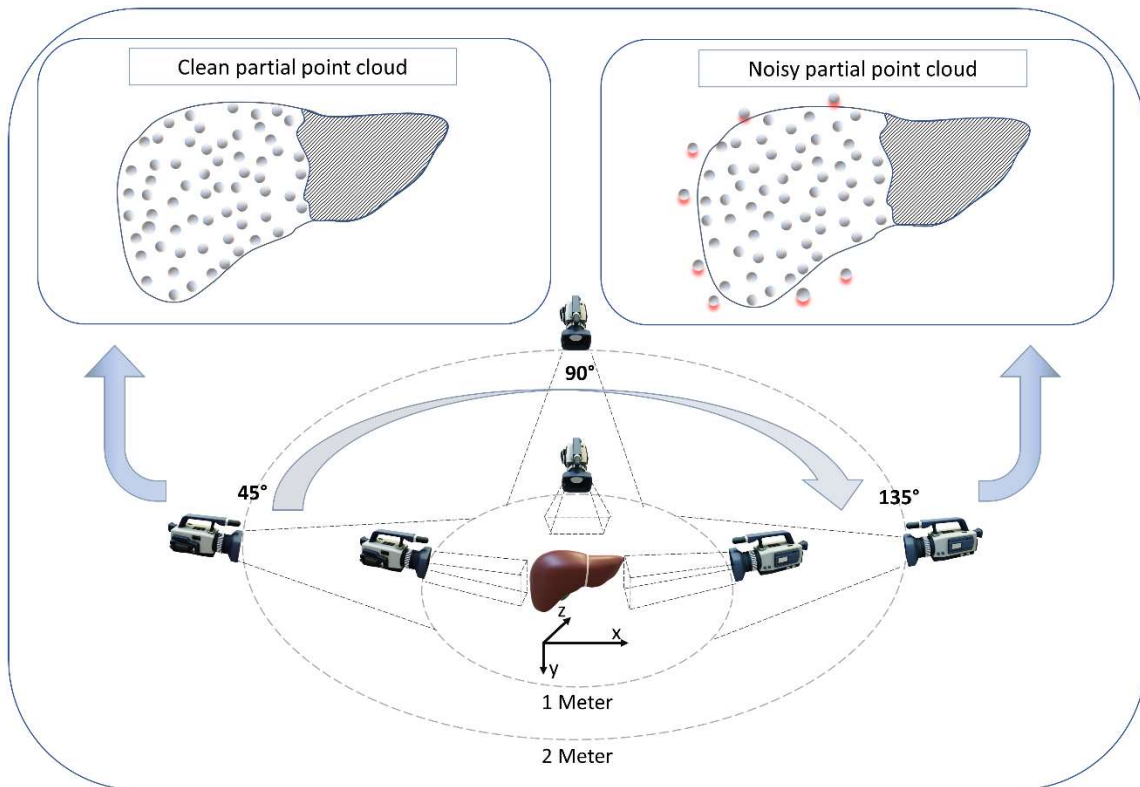 Clean partial point cloud
Noisy partial point cloud
90°
45°
135°
z
x
y
1 Meter
2 Meter